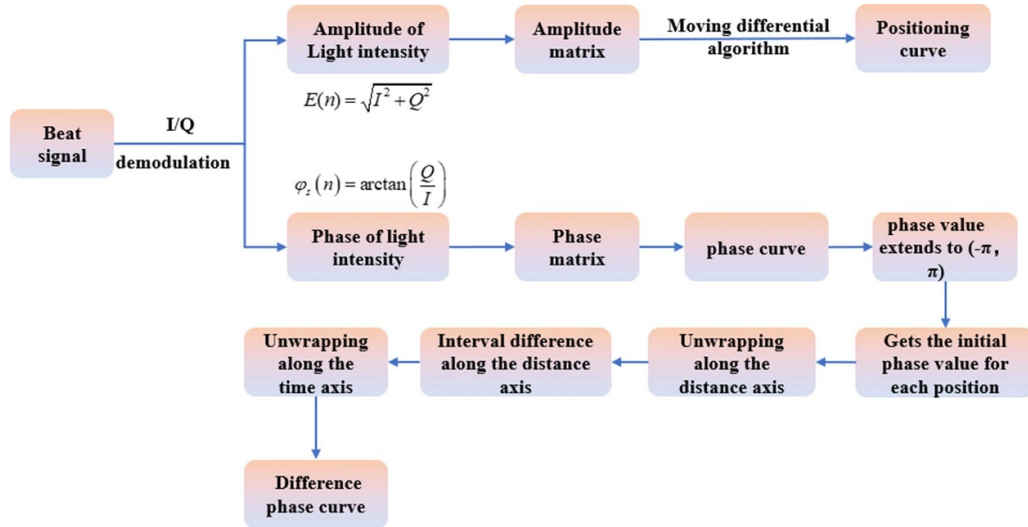 Beat
signal
I/Q
demodulation
Amplitude of
Light intensity
E(n) = √(I² + Q²)
Amplitude
matrix
Moving differential
algorithm
Positioning
curve
φₛ(n) = arctan(Q/I)
Phase of light
intensity
Phase
matrix
phase curve
phase value
extends to (-π,
π)
Gets the initial
phase value for
each position
Unwrapping
along the
distance axis
Interval difference
along the distance
axis
Unwrapping
along the
time axis
Difference
phase curve